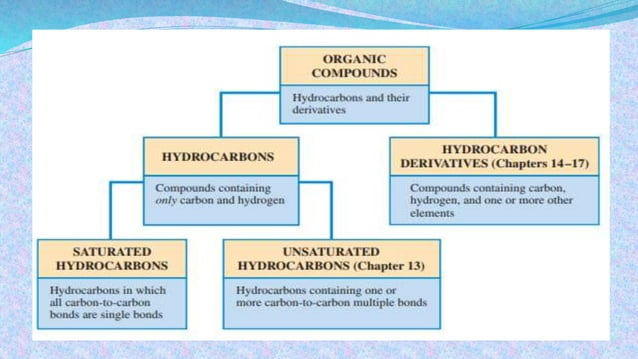 ORGANIC
COMPOUNDS
Hydrocarbons and their
derivatives
HYDROCARBONS
Compounds containing
only carbon and hydrogen
HYDROCARBON
DERIVATIVES (Chapters 14–17)
Compounds containing carbon,
hydrogen, and one or more other
elements
SATURATED
HYDROCARBONS
Hydrocarbons in which
all carbon-to-carbon
bonds are single bonds
UNSATURATED
HYDROCARBONS (Chapter 13)
Hydrocarbons containing one or
more carbon-to-carbon multiple bonds